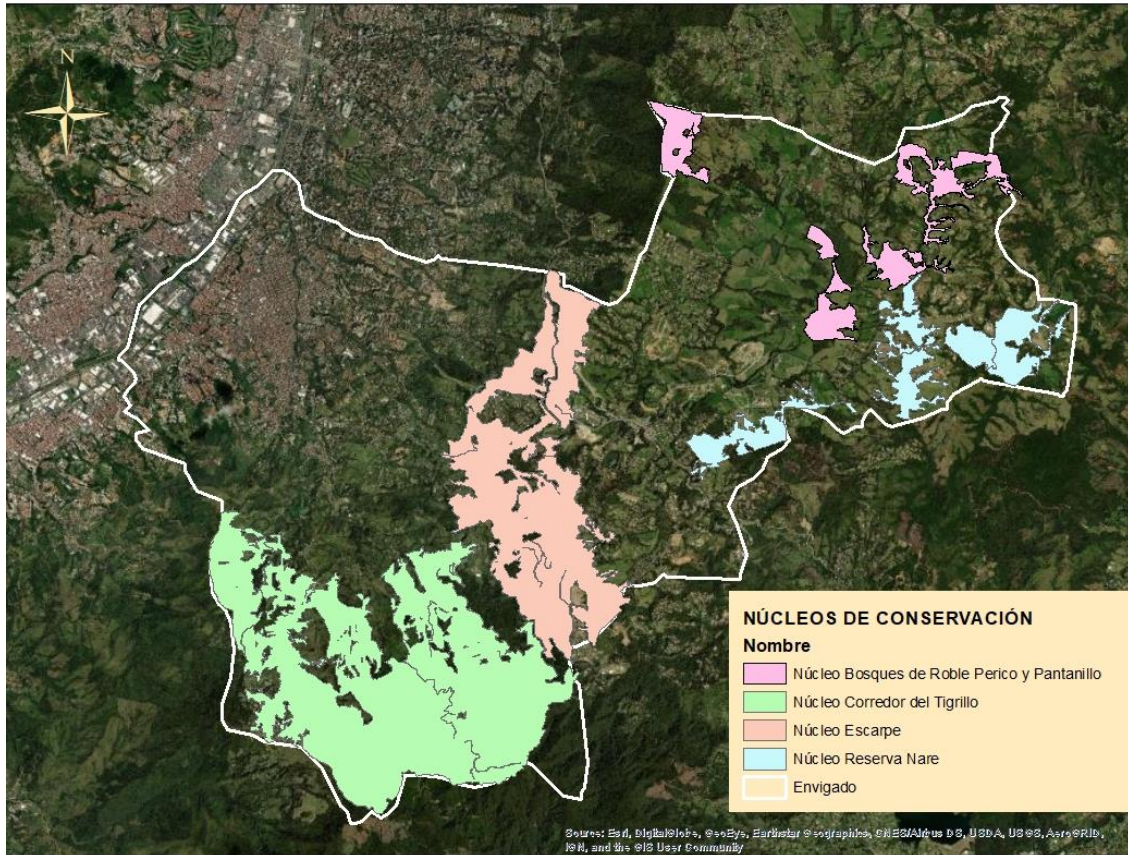 N
NÚCLEOS DE CONSERVACIÓN
Nombre
Núcleo Bosques de Roble Perico y Pantanillo
Núcleo Corredor del Tigrillo
Núcleo Escarpe
Núcleo Reserva Nare
Envigado
Source: Esri, DigitalGlobe, GeoEye, Earthstar Geographics, CNES/Airbus DS, USDA, USGS, AeroGRID,
IGN, and the GIS User Community